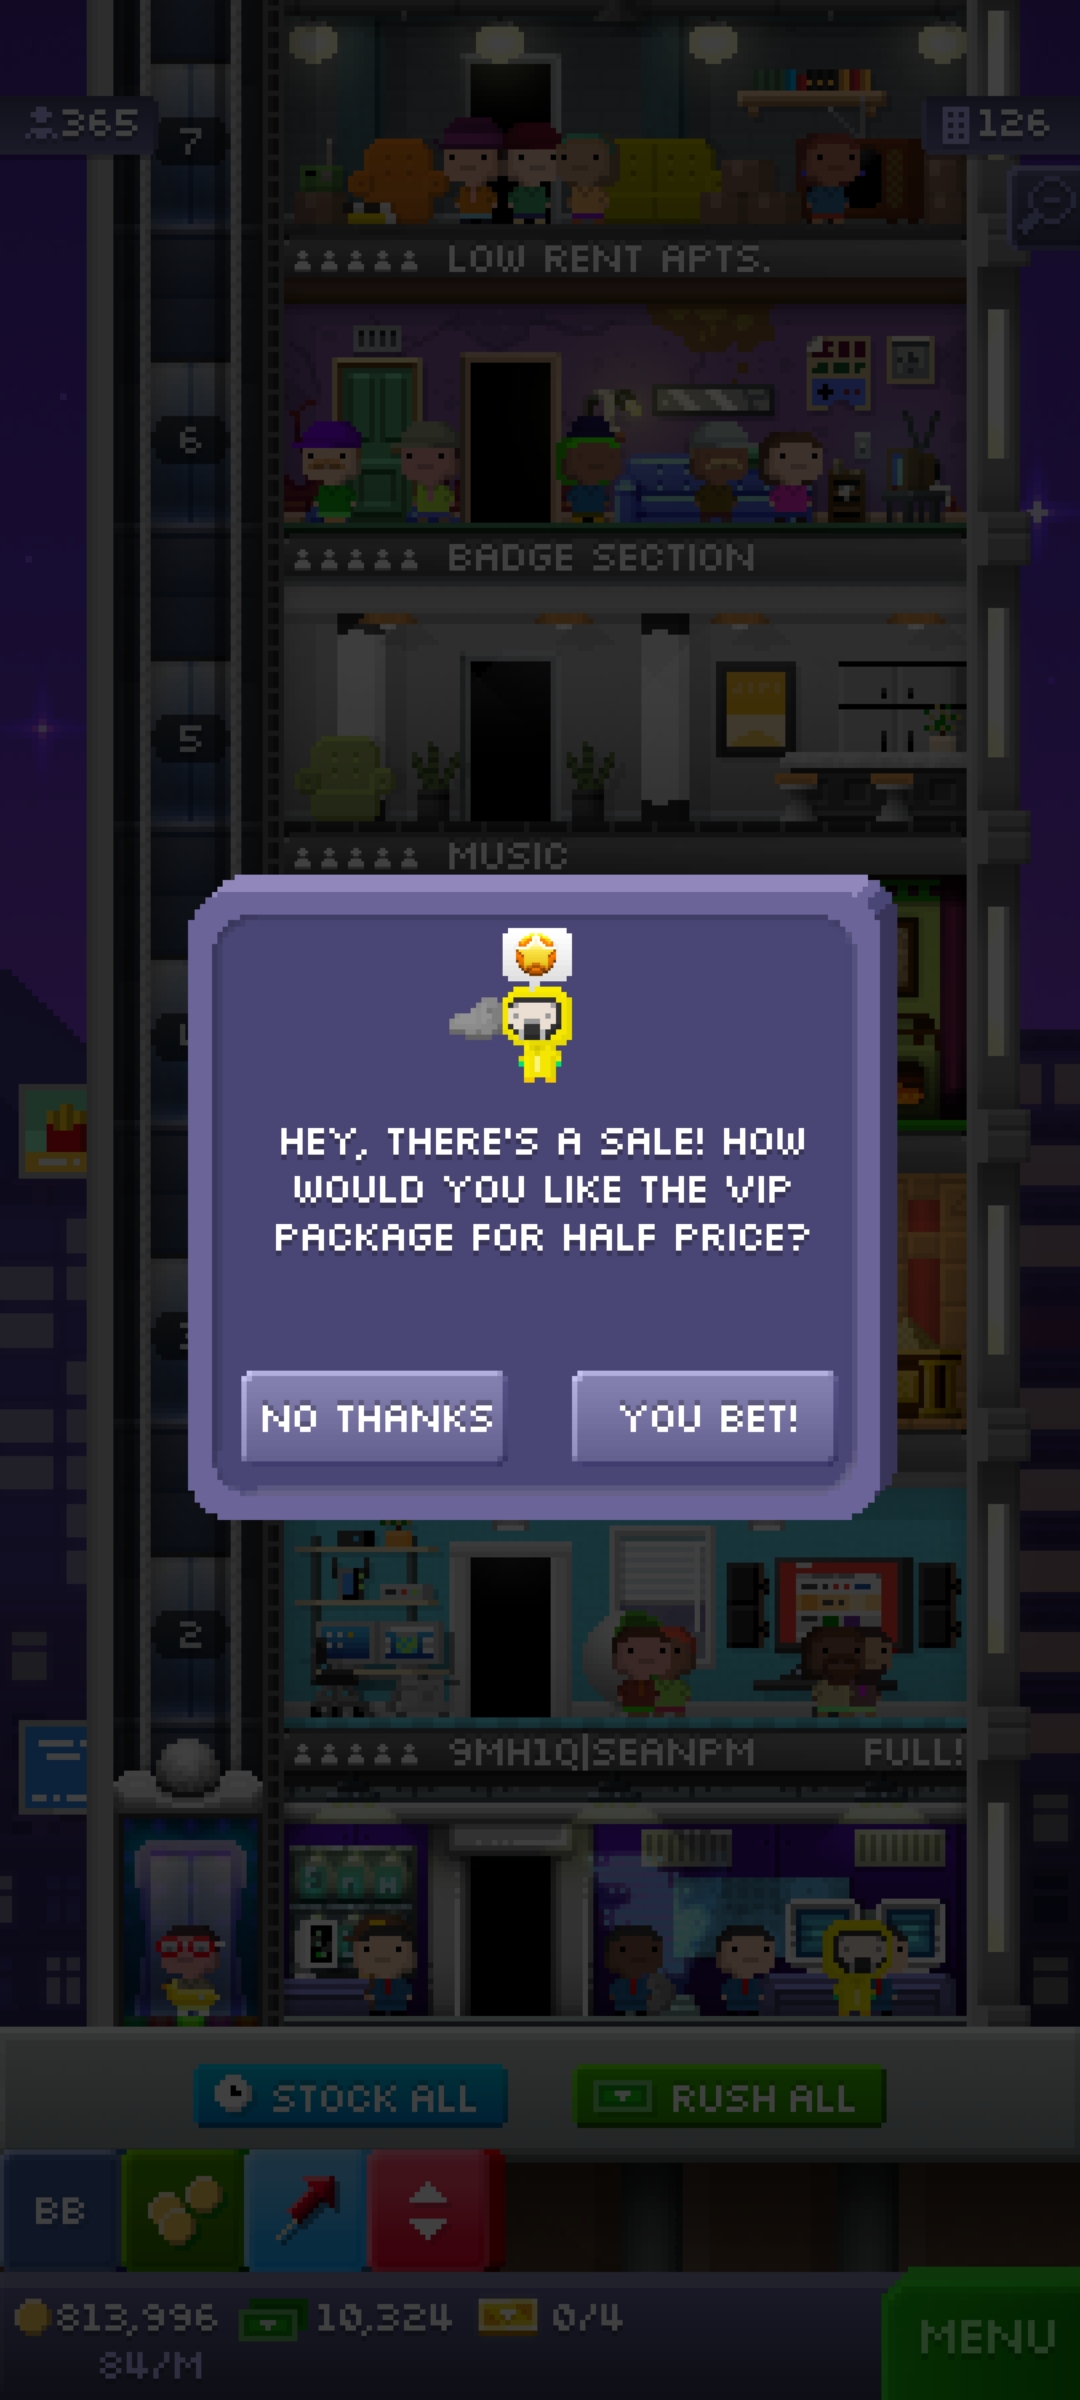 365
7
126
LOW RENT APTS.
6
BADGE SECTION
5
MUSIC
HEY, THERE'S A SALE! HOW
WOULD YOU LIKE THE VIP
PACKAGE FOR HALF PRICE?
NO THANKS
YOU BET!
2
9MH1Q|SEANPM
FULL!
STOCK ALL
RUSH ALL
BB
813,996
10,324
0/4
84/M
MENU